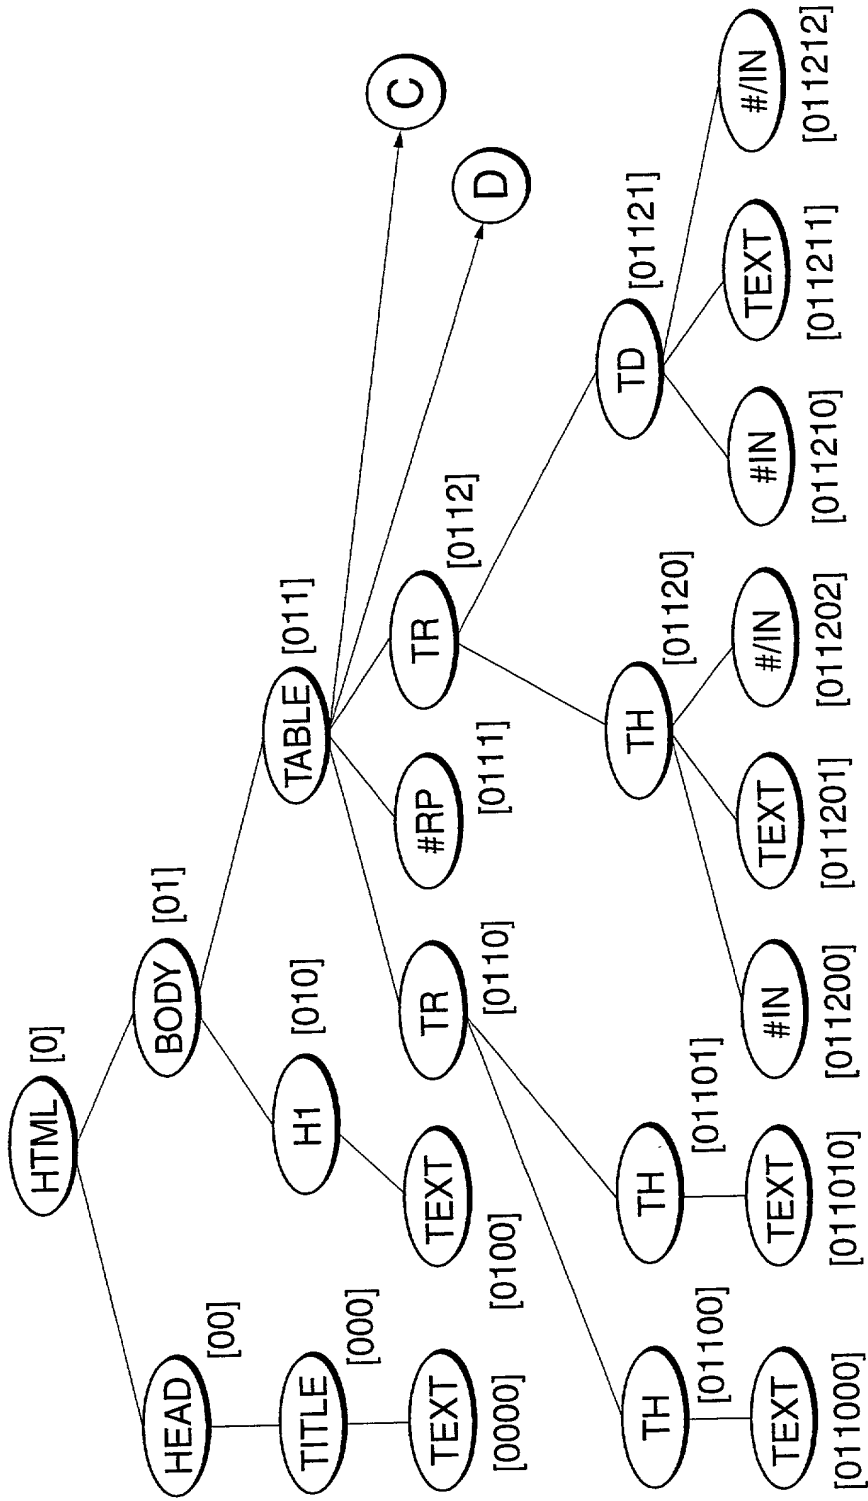 HTML [0]
HEAD [00]
BODY [01]
TITLE [000]
H1 [010]
TABLE [011]
TEXT [0000]
TEXT [0100]
TR [0110]
#RP [0111]
TR [0112]
D
C
TH [01100]
TH [01101]
TH [01120]
TD [01121]
TEXT [011000]
TEXT [011010]
#IN [011200]
TEXT [011201]
#/IN [011202]
#IN [011210]
TEXT [011211]
#/IN [011212]